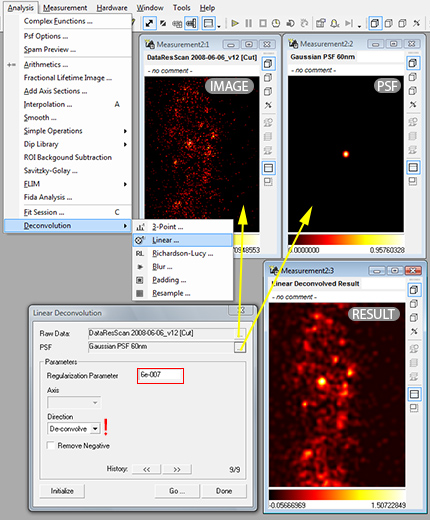 Analysis Measurement Hardware Window Tools Help
Complex Functions...
Psf Options ...
Spam Preview ...
Arithmetics ...
Fractional Lifetime Image...
Add Axis Sections ...
Interpolation ... A
Smooth ...
Simple Operations
Dip Library
ROI Backgound Subtraction
Savitzky-Golay ...
FLIM
Fida Analysis ...
Fit Session ... C
Deconvolution
3-Point ...
Linear ...
Richardson-Lucy ...
RL
Blur ...
Padding ...
Resample ...
Measurement2:1
DataResScan 2008-06-06_v12 [Cut]
- no comment -
IMAGE
Measurement2:2
Gaussian PSF 60nm
- no comment -
PSF
0.0000000
0.95760328
Measurement2:3
Linear Deconvolved Result
- no comment -
RESULT
-0.05666969
1.50722849
Linear Deconvolution
Raw Data: DataResScan 2008-06-06_v12 [Cut]
PSF Gaussian PSF 60nm
Parameters
Regularization Parameter 6e-007
Axis
Direction
De-convolve !
Remove Negative
History: << >> 9/9
Initialize Go ... Done